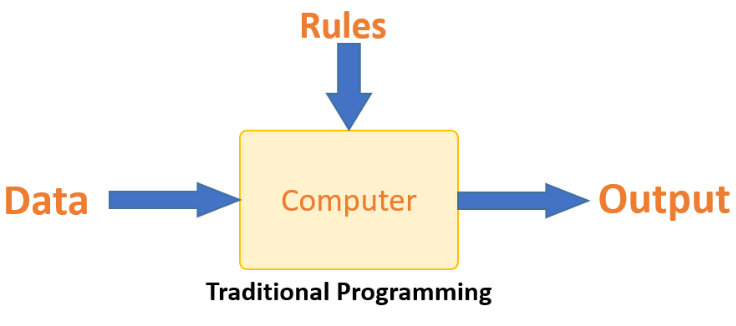 Rules
Data
Computer
Output
Traditional Programming